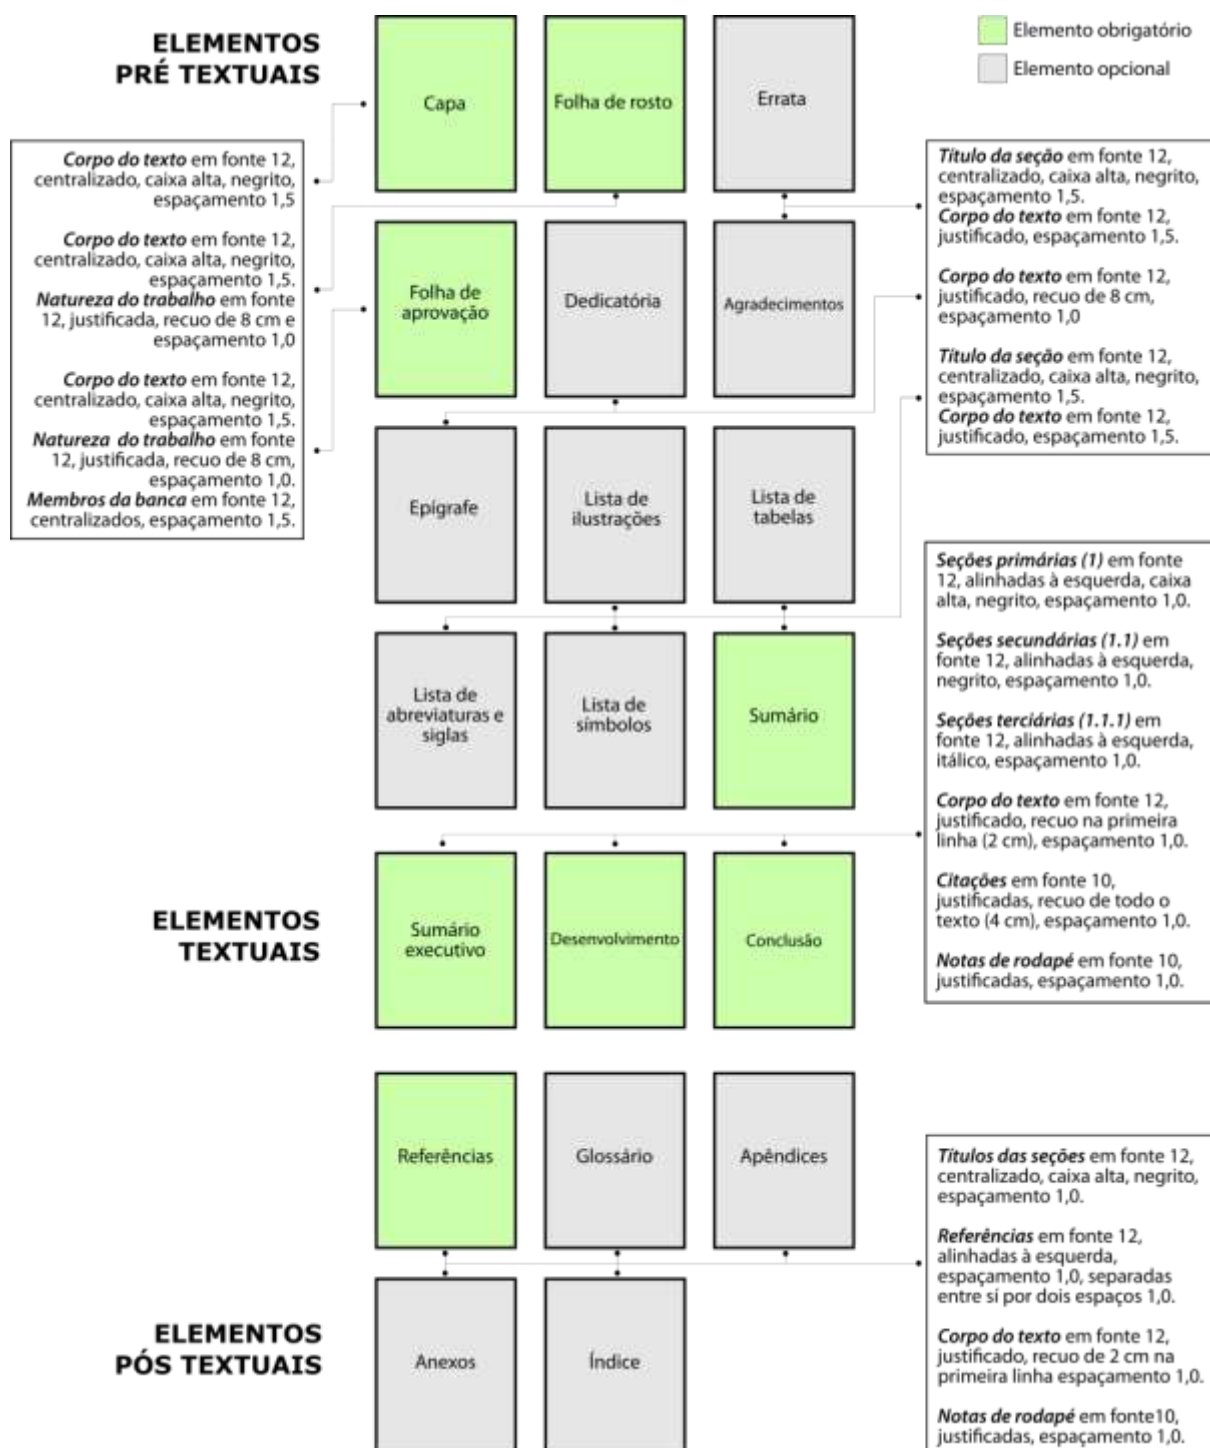 ELEMENTOS
PRÉ TEXTUAIS
Elemento obrigatório
Elemento opcional
Capa
Folha de rosto
Errata
Corpo do texto em fonte 12,
centralizado, caixa alta, negrito,
espaçamento 1,5
Corpo do texto em fonte 12,
centralizado, caixa alta, negrito,
espaçamento 1,5.
Natureza do trabalho em fonte
12, justificada, recuo de 8 cm e
espaçamento 1,0
Corpo do texto em fonte 12,
centralizado, caixa alta, negrito,
espaçamento 1,5.
Natureza do trabalho em fonte
12, justificada, recuo de 8 cm,
espaçamento 1,0.
Membros da banca em fonte 12,
centralizados, espaçamento 1,5.
Folha de
aprovação
Dedicatória
Agradecimentos
Título da seção em fonte 12,
centralizado, caixa alta, negrito,
espaçamento 1,5.
Corpo do texto em fonte 12,
justificado, espaçamento 1,5.
Corpo do texto em fonte 12,
justificado, recuo de 8 cm,
espaçamento 1,0
Título da seção em fonte 12,
centralizado, caixa alta, negrito,
espaçamento 1,5.
Corpo do texto em fonte 12,
justificado, espaçamento 1,5.
Epígrafe
Lista de
ilustrações
Lista de
tabelas
Lista de
abreviaturas e
siglas
Lista de
símbolos
Sumário
Seções primárias (1) em fonte
12, alinhadas à esquerda, caixa
alta, negrito, espaçamento 1,0.
Seções secundárias (1.1) em
fonte 12, alinhadas à esquerda,
negrito, espaçamento 1,0.
Seções terciárias (1.1.1) em
fonte 12, alinhadas à esquerda,
itálico, espaçamento 1,0.
Corpo do texto em fonte 12,
justificado, recuo na primeira
linha (2 cm), espaçamento 1,0.
Citações em fonte 10,
justificadas, recuo de todo o
texto (4 cm), espaçamento 1,0.
Notas de rodapé em fonte 10,
justificadas, espaçamento 1,0.
ELEMENTOS
TEXTUAIS
Sumário
executivo
Desenvolvimento
Conclusão
Referências
Glossário
Apêndices
ELEMENTOS
PÓS TEXTUAIS
Anexos
Índice
Títulos das seções em fonte 12,
centralizado, caixa alta, negrito,
espaçamento 1,0.
Referências em fonte 12,
alinhadas à esquerda,
espaçamento 1,0, separadas
entre si por dois espaços 1,0.
Corpo do texto em fonte 12,
justificado, recuo de 2 cm na
primeira linha espaçamento 1,0.
Notas de rodapé em fonte10,
justificadas, espaçamento 1,0.